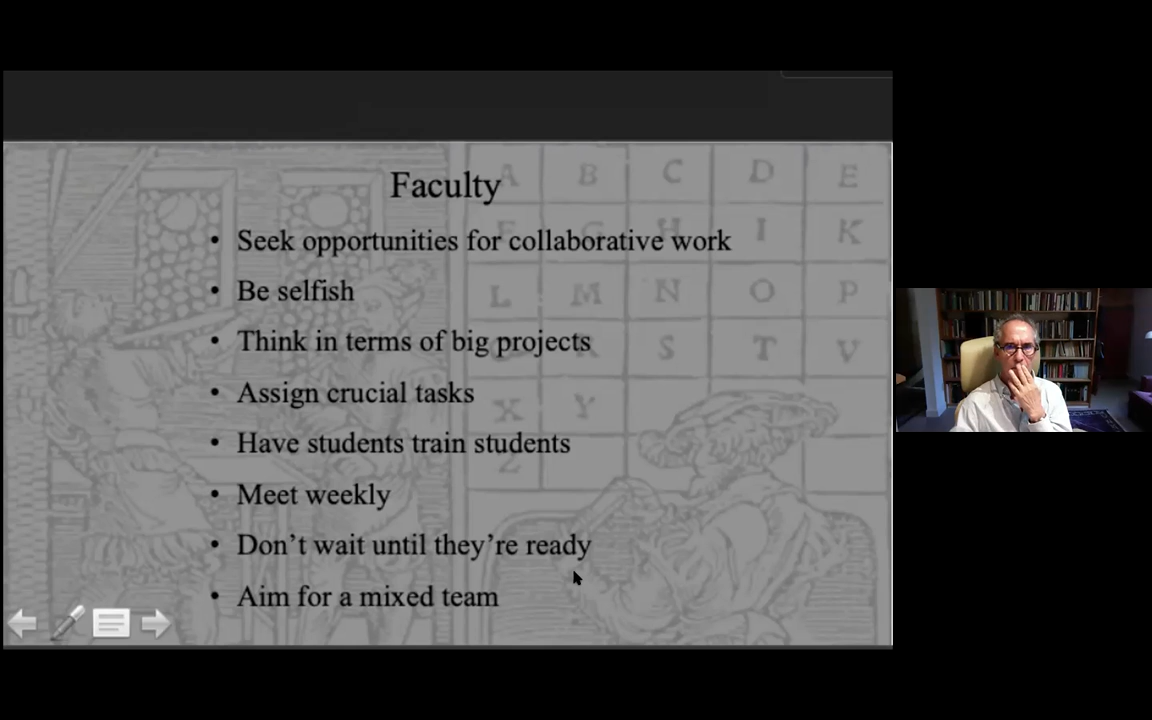 Faculty
• Seek opportunities for collaborative work
• Be selfish
• Think in terms of big projects
• Assign crucial tasks
• Have students train students
• Meet weekly
• Don't wait until they're ready
• Aim for a mixed team
A B C D E
F G H I K
L M N O P
R S T V
X Y
Z